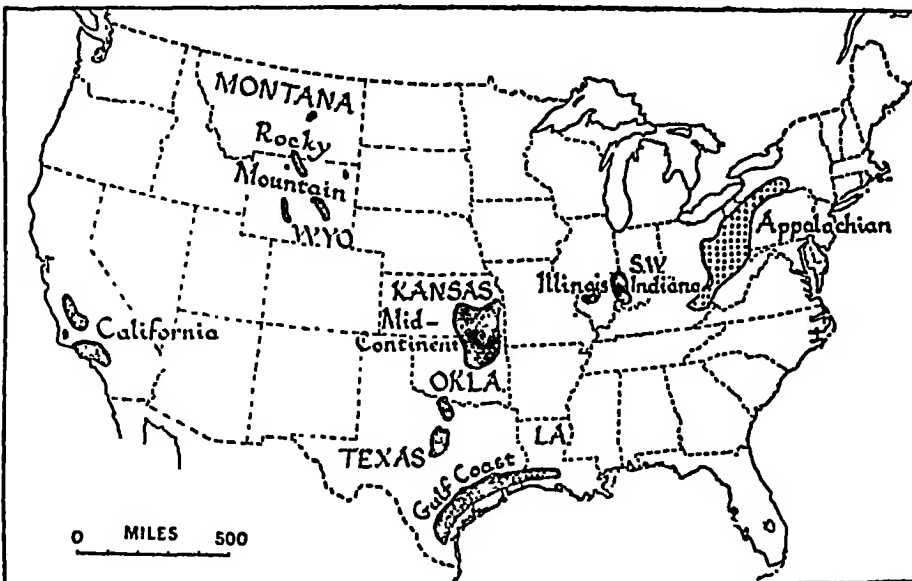 MONTANA
Rocky
Mountain
WYO.
Appalachian
Illinois
S.W.
Indiana
KANSAS
Mid-
Continent
California
OKLA.
TEXAS
LA.
Gulf Coast
0 MILES 500